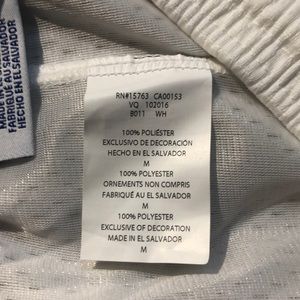 FABRIQUÉ AU SALVADOR
HECHO EN EL SALVADOR
RN#15763 CA00153
VQ 102016
B011 WH
100% POLIÉSTER
EXCLUSIVO DE DECORACIÓN
HECHO EN EL SALVADOR
M
100% POLYESTER
ORNEMENTS NON COMPRIS
FABRIQUÉ AU SALVADOR
M
100% POLYESTER
EXCLUSIVE OF DECORATION
MADE IN EL SALVADOR
M